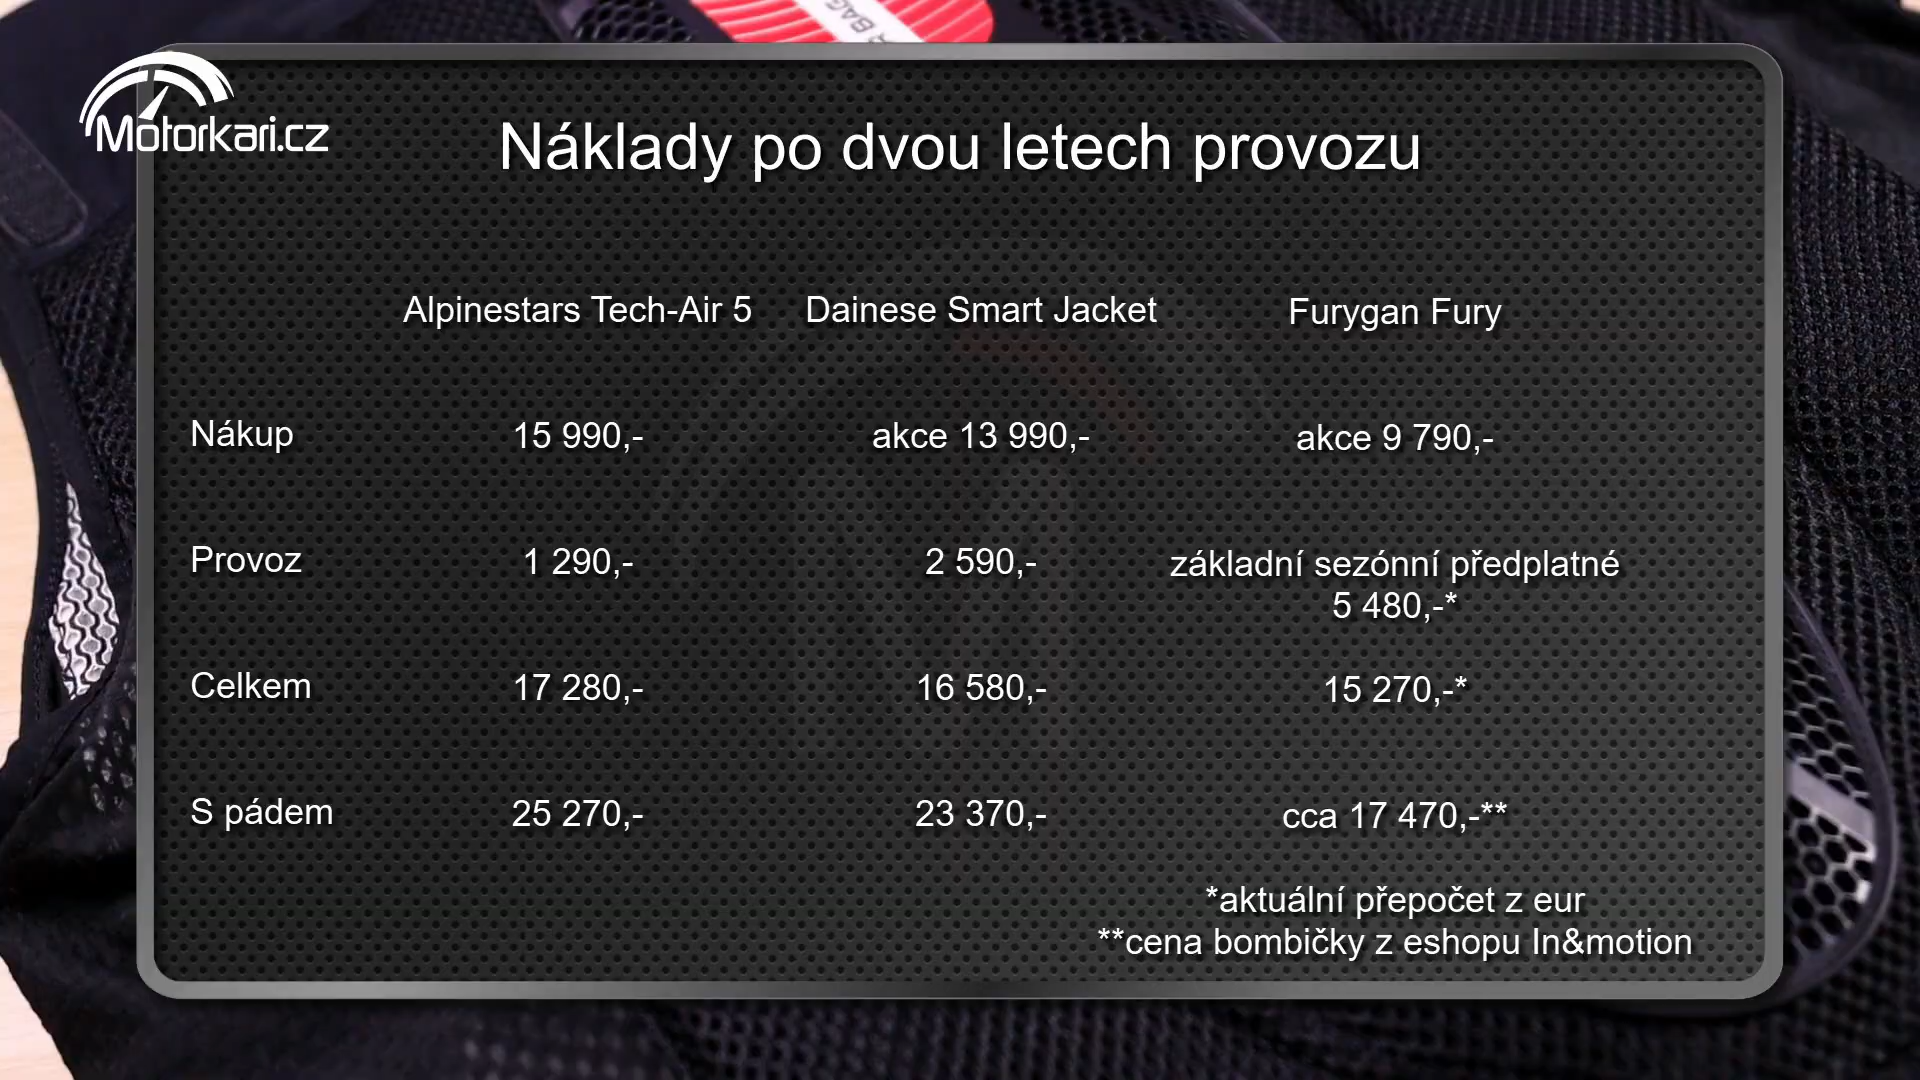 R BAG
Motorkari.cz
Náklady po dvou letech provozu
Alpinestars Tech-Air 5 Dainese Smart Jacket Furygan Fury
Nákup 15 990,- akce 13 990,- akce 9 790,-
Provoz 1 290,- 2 590,- základní sezónní předplatné
5 480,-*
Celkem 17 280,- 16 580,- 15 270,-*
S pádem 25 270,- 23 370,- cca 17 470,-**
*aktuální přepočet z eur
**cena bombičky z eshopu In&motion